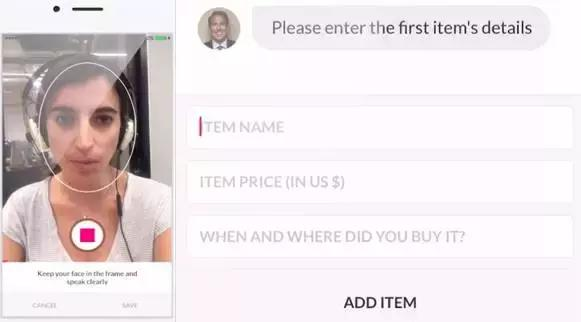 Please enter the first item's details
ITEM NAME
ITEM PRICE (IN US $)
WHEN AND WHERE DID YOU BUY IT?
ADD ITEM
Keep your face in the frame and
speak clearly
CANCEL
SAVE